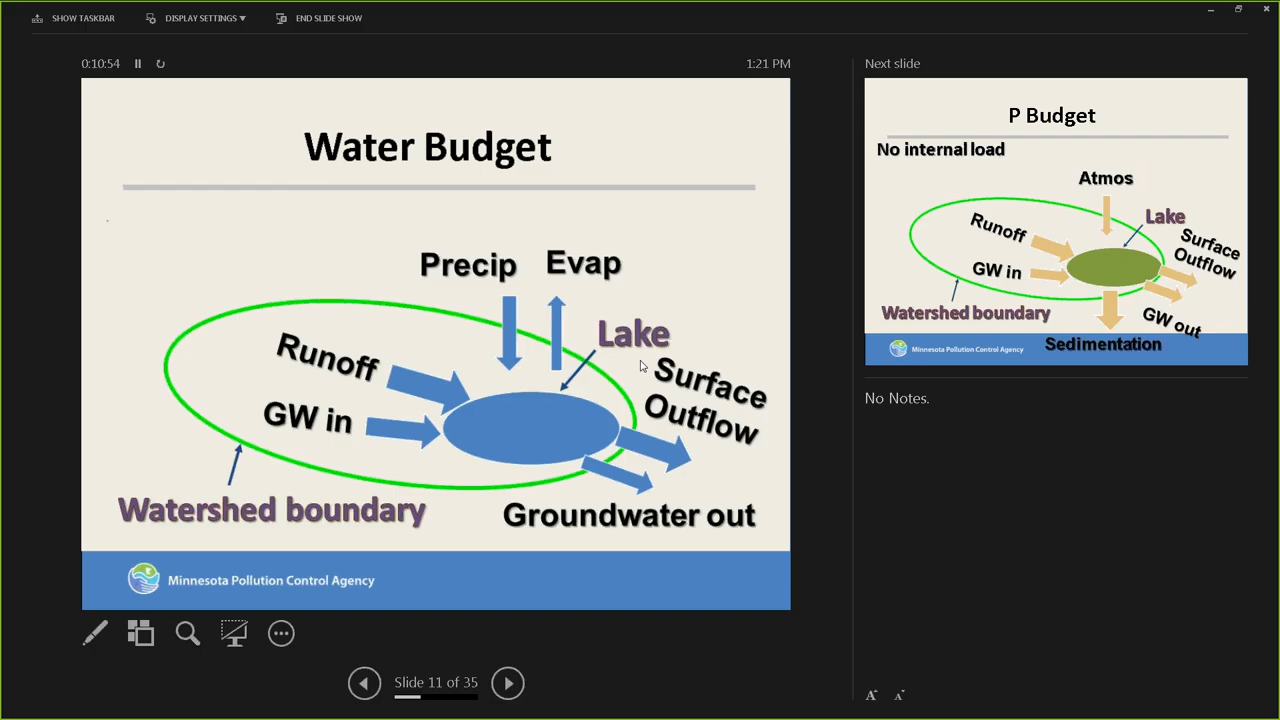 SHOW TASKBAR
DISPLAY SETTINGS ▼
END SLIDE SHOW
0:10:54
1:21 PM
Water Budget
Precip
Evap
Lake
Runoff
Surface
Outflow
GW in
Watershed boundary
Groundwater out
Minnesota Pollution Control Agency
Slide 11 of 35
Next slide
P Budget
No internal load
Atmos
Lake
Runoff
Surface
Outflow
GW in
Watershed boundary
GW out
Sedimentation
Minnesota Pollution Control Agency
No Notes.
A
A